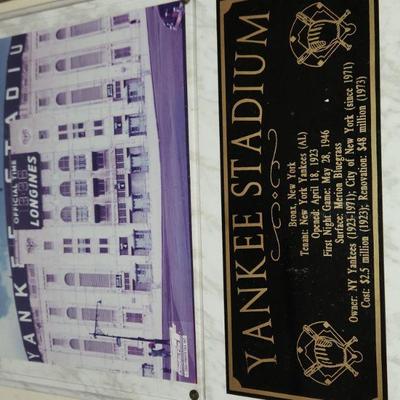 YANKEE STADIUM
OFFICIAL TIME
LONGINES
YANKEE STADIUM
Bronx, New York
Tenant: New York Yankees (AL)
Opened: April 18, 1923
First Night Game: May 28, 1946
Surface: Merion Bluegrass
Owner: NY Yankees (1923-1971); City of New York (since 1971)
Cost: $2.5 million (1923); Renovation: $48 million (1973)